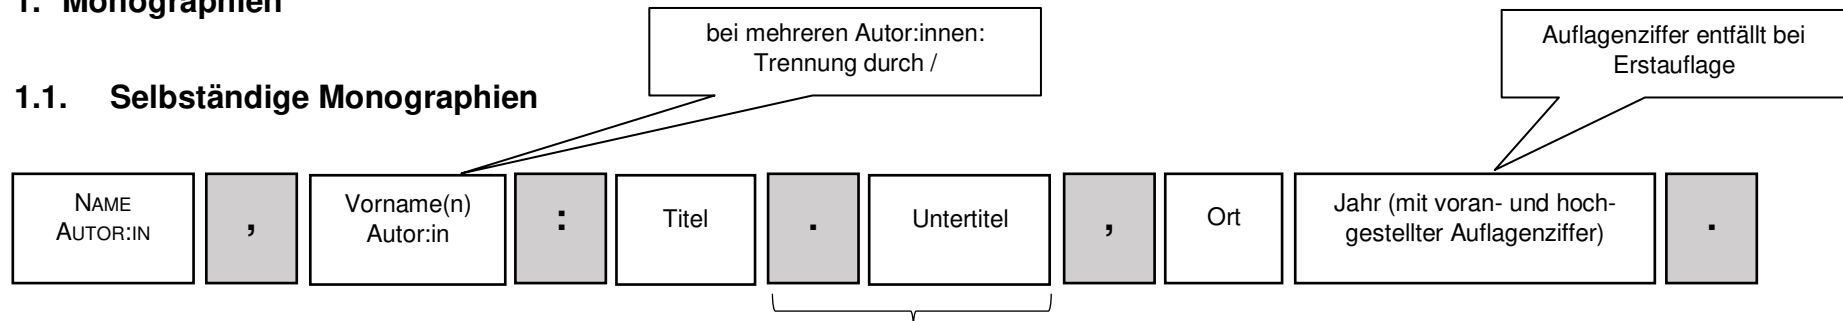 1. Monographien
bei mehreren Autor:innen:
Trennung durch /
Auflagenziffer entfällt bei
Erstauflage
1.1. Selbständige Monographien
NAME
AUTOR:IN
,
Vorname(n)
Autor:in
:
Titel
.
Untertitel
,
Ort
Jahr (mit voran- und hoch-
gestellter Auflagenziffer)
.